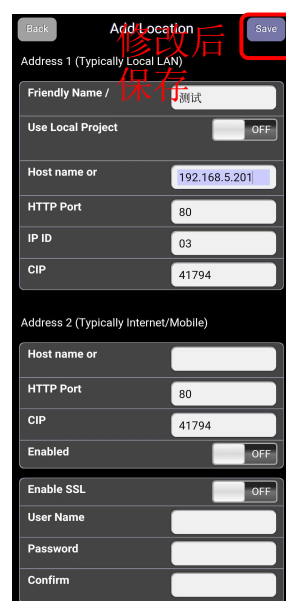 Back
Add Location
Save
修改后
保存
Address 1 (Typically Local LAN)
Friendly Name /
测试
Use Local Project
OFF
Host name or
192.168.5.201
HTTP Port
80
IP ID
03
CIP
41794
Address 2 (Typically Internet/Mobile)
Host name or
HTTP Port
80
CIP
41794
Enabled
OFF
Enable SSL
OFF
User Name
Password
Confirm